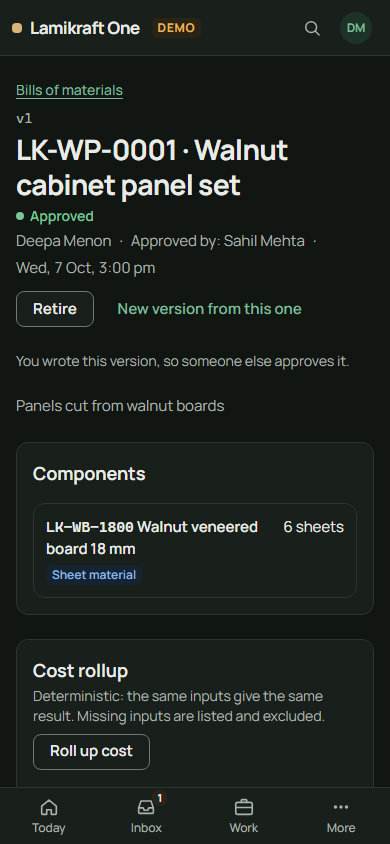 Lamikraft One DEMO DM
Bills of materials
v1
LK-WP-0001 · Walnut
cabinet panel set
Approved
Deepa Menon · Approved by: Sahil Mehta ·
Wed, 7 Oct, 3:00 pm
Retire New version from this one
You wrote this version, so someone else approves it.
Panels cut from walnut boards
Components
LK-WB-1800 Walnut veneered 6 sheets
board 18 mm
Sheet material
Cost rollup
Deterministic: the same inputs give the same
result. Missing inputs are listed and excluded.
Roll up cost
1
Today Inbox Work More